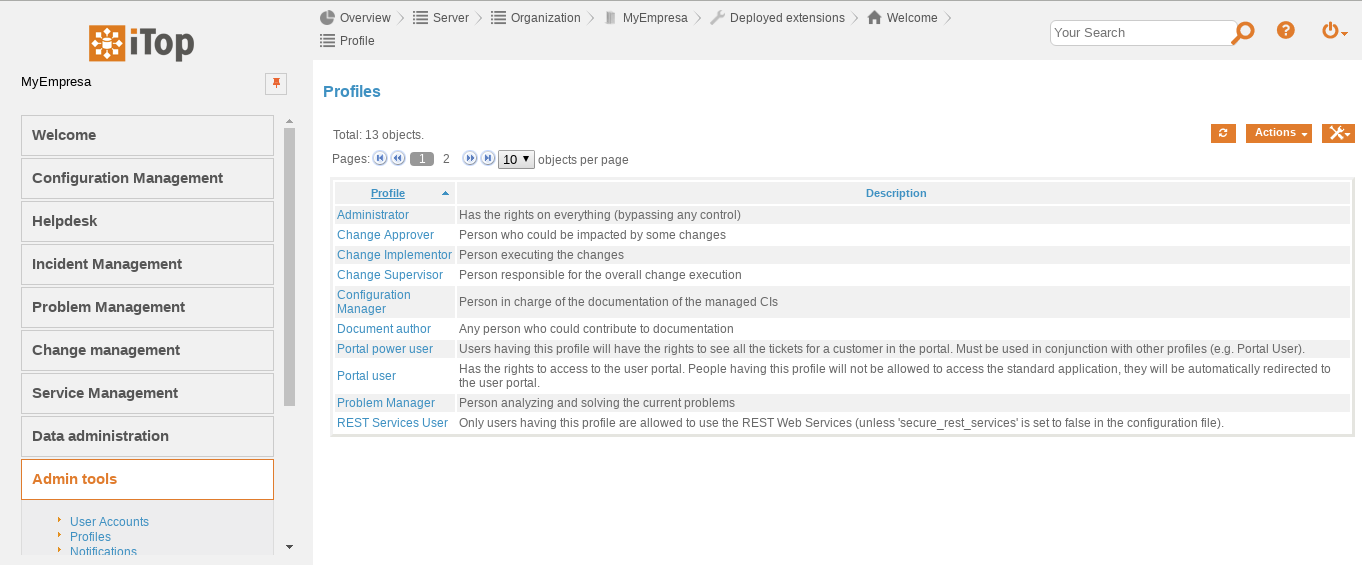 Overview Server Organization MyEmpresa Deployed extensions Welcome
Profile
Your Search
iTop
MyEmpresa
Welcome
Configuration Management
Helpdesk
Incident Management
Problem Management
Change management
Service Management
Data administration
Admin tools
User Accounts
Profiles
Notifications
Profiles
Total: 13 objects.
Actions
Pages: 1 2 10 objects per page
Profile Description
Administrator Has the rights on everything (bypassing any control)
Change Approver Person who could be impacted by some changes
Change Implementor Person executing the changes
Change Supervisor Person responsible for the overall change execution
Configuration
Manager Person in charge of the documentation of the managed CIs
Document author Any person who could contribute to documentation
Portal power user Users having this profile will have the rights to see all the tickets for a customer in the portal. Must be used in conjunction with other profiles (e.g. Portal User).
Portal user Has the rights to access to the user portal. People having this profile will not be allowed to access the standard application, they will be automatically redirected to
the user portal.
Problem Manager Person analyzing and solving the current problems
REST Services User Only users having this profile are allowed to use the REST Web Services (unless 'secure_rest_services' is set to false in the configuration file).